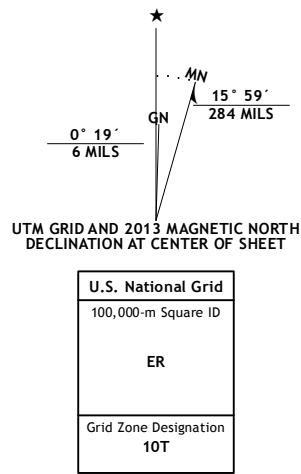 ★
MN
GN
15° 59´
284 MILS
0° 19´
6 MILS
UTM GRID AND 2013 MAGNETIC NORTH
DECLINATION AT CENTER OF SHEET
U.S. National Grid
100,000-m Square ID
ER
Grid Zone Designation
10T